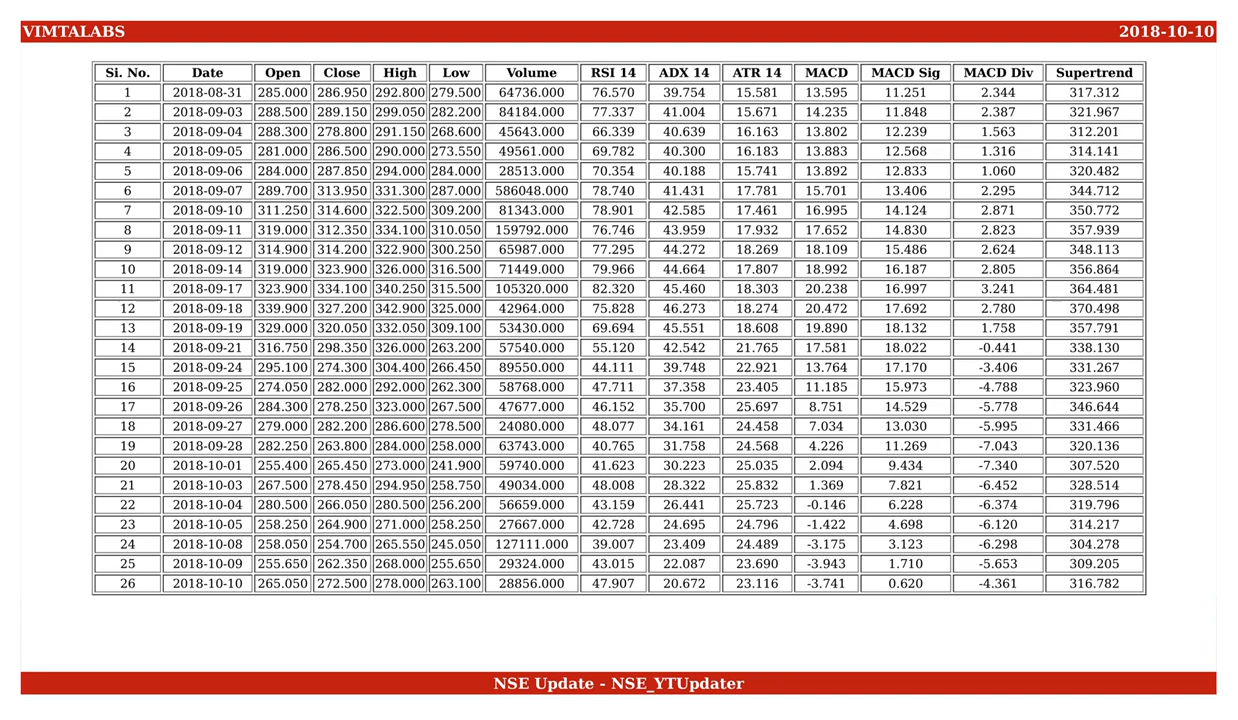 VIMTALABS 2018-10-10
Si. No. Date Open Close High Low Volume RSI 14 ADX 14 ATR 14 MACD MACD Sig MACD Div Supertrend
1 2018-08-31 285.000 286.950 292.800 279.500 64736.000 76.570 39.754 15.581 13.595 11.251 2.344 317.312
2 2018-09-03 288.500 289.150 299.050 282.200 84184.000 77.337 41.004 15.671 14.235 11.848 2.387 321.967
3 2018-09-04 288.300 278.800 291.150 268.600 45643.000 66.339 40.639 16.163 13.802 12.239 1.563 312.201
4 2018-09-05 281.000 286.500 290.000 273.550 49561.000 69.782 40.300 16.183 13.883 12.568 1.316 314.141
5 2018-09-06 284.000 287.850 294.000 284.000 28513.000 70.354 40.188 15.741 13.892 12.833 1.060 320.482
6 2018-09-07 289.700 313.950 331.300 287.000 586048.000 78.740 41.431 17.781 15.701 13.406 2.295 344.712
7 2018-09-10 311.250 314.600 322.500 309.200 81343.000 78.901 42.585 17.461 16.995 14.124 2.871 350.772
8 2018-09-11 319.000 312.350 334.100 310.050 159792.000 76.746 43.959 17.932 17.652 14.830 2.823 357.939
9 2018-09-12 314.900 314.200 322.900 300.250 65987.000 77.295 44.272 18.269 18.109 15.486 2.624 348.113
10 2018-09-14 319.000 323.900 326.000 316.500 71449.000 79.966 44.664 17.807 18.992 16.187 2.805 356.864
11 2018-09-17 323.900 334.100 340.250 315.500 105320.000 82.320 45.460 18.303 20.238 16.997 3.241 364.481
12 2018-09-18 339.900 327.200 342.900 325.000 42964.000 75.828 46.273 18.274 20.472 17.692 2.780 370.498
13 2018-09-19 329.000 320.050 332.050 309.100 53430.000 69.694 45.551 18.608 19.890 18.132 1.758 357.791
14 2018-09-21 316.750 298.350 326.000 263.200 57540.000 55.120 42.542 21.765 17.581 18.022 -0.441 338.130
15 2018-09-24 295.100 274.300 304.400 266.450 89550.000 44.111 39.748 22.921 13.764 17.170 -3.406 331.267
16 2018-09-25 274.050 282.000 292.000 262.300 58768.000 47.711 37.358 23.405 11.185 15.973 -4.788 323.960
17 2018-09-26 284.300 278.250 323.000 267.500 47677.000 46.152 35.700 25.697 8.751 14.529 -5.778 346.644
18 2018-09-27 279.000 282.200 286.600 278.500 24080.000 48.077 34.161 24.458 7.034 13.030 -5.995 331.466
19 2018-09-28 282.250 263.800 284.000 258.000 63743.000 40.765 31.758 24.568 4.226 11.269 -7.043 320.136
20 2018-10-01 255.400 265.450 273.000 241.900 59740.000 41.623 30.223 25.035 2.094 9.434 -7.340 307.520
21 2018-10-03 267.500 278.450 294.950 258.750 49034.000 48.008 28.322 25.832 1.369 7.821 -6.452 328.514
22 2018-10-04 280.500 266.050 280.500 256.200 56659.000 43.159 26.441 25.723 -0.146 6.228 -6.374 319.796
23 2018-10-05 258.250 264.900 271.000 258.250 27667.000 42.728 24.695 24.796 -1.422 4.698 -6.120 314.217
24 2018-10-08 258.050 254.700 265.550 245.050 127111.000 39.007 23.409 24.489 -3.175 3.123 -6.298 304.278
25 2018-10-09 255.650 262.350 268.000 255.650 29324.000 43.015 22.087 23.690 -3.943 1.710 -5.653 309.205
26 2018-10-10 265.050 272.500 278.000 263.100 28856.000 47.907 20.672 23.116 -3.741 0.620 -4.361 316.782
NSE Update - NSE_YTUpdater